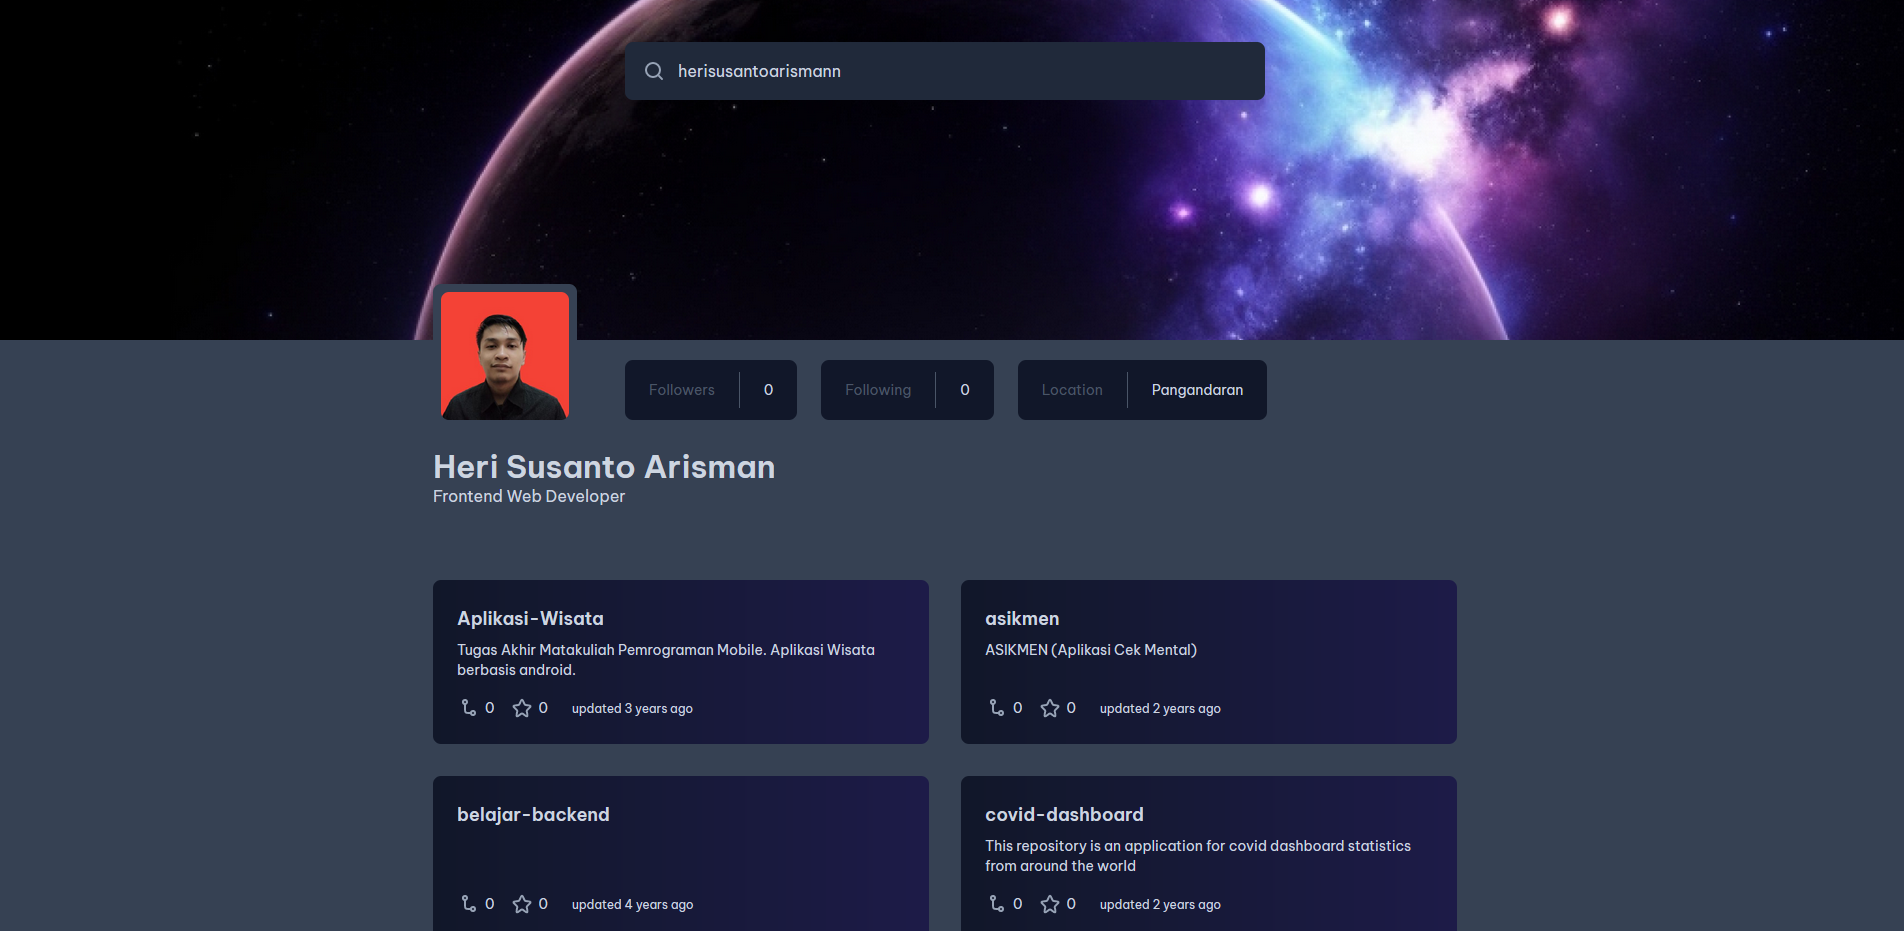 herisusantoarismann
Followers 0 Following 0 Location Pangandaran
Heri Susanto Arisman
Frontend Web Developer
Aplikasi-Wisata
Tugas Akhir Matakuliah Pemrograman Mobile. Aplikasi Wisata
berbasis android.
0 0 updated 3 years ago
asikmen
ASIKMEN (Aplikasi Cek Mental)
0 0 updated 2 years ago
belajar-backend
0 0 updated 4 years ago
covid-dashboard
This repository is an application for covid dashboard statistics
from around the world
0 0 updated 2 years ago